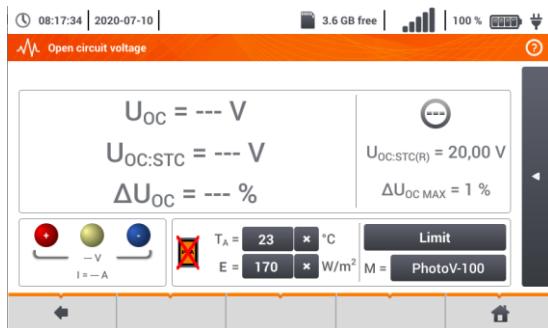 08:17:34 2020-07-10 3.6 GB free 100 %
Open circuit voltage ?
UOC = --- V
UOC:STC = --- V
ΔUOC = --- %
---
UOC:STC(R) = 20,00 V
ΔUOC MAX = 1 %
+ -
-- V
I = -- A
TA = 23 × °C
E = 170 × W/m²
Limit
M = PhotoV-100